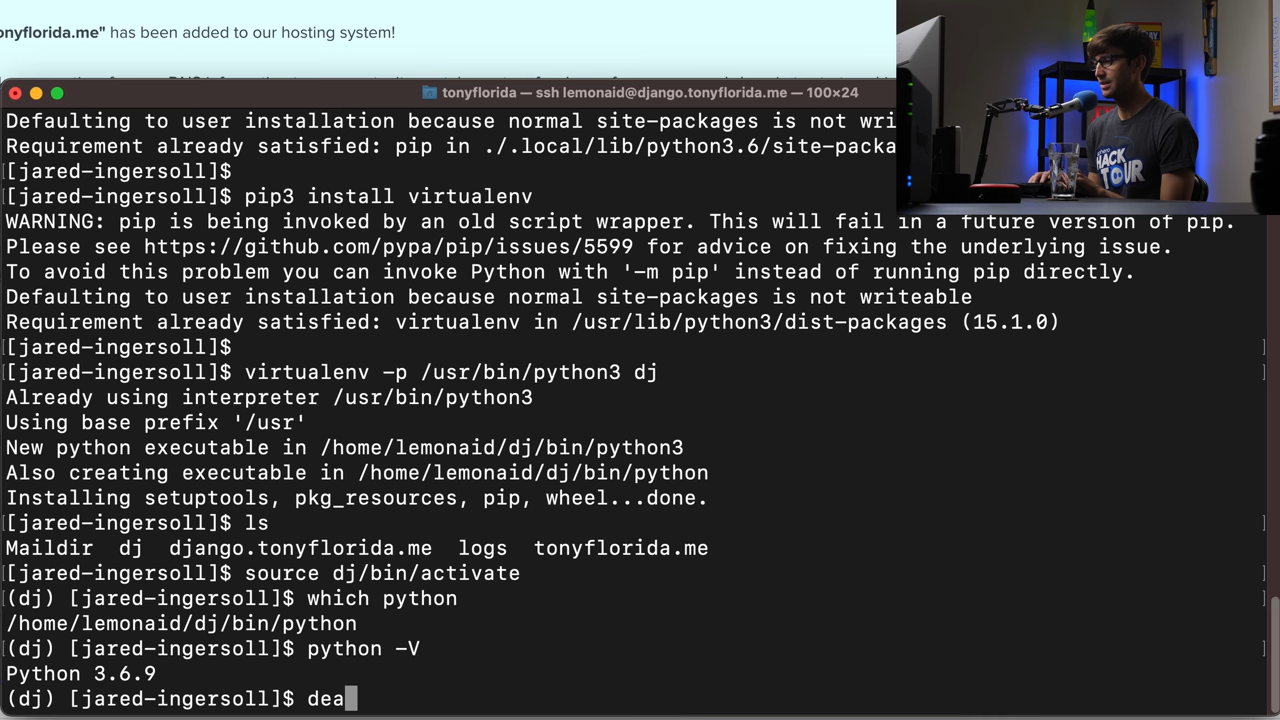 onyflorida.me" has been added to our hosting system!
tonyflorida — ssh lemonaid@django.tonyflorida.me — 100×24
Defaulting to user installation because normal site-packages is not wri
Requirement already satisfied: pip in ./.local/lib/python3.6/site-packa
[jared-ingersoll]$
[jared-ingersoll]$ pip3 install virtualenv
WARNING: pip is being invoked by an old script wrapper. This will fail in a future version of pip.
Please see https://github.com/pypa/pip/issues/5599 for advice on fixing the underlying issue.
To avoid this problem you can invoke Python with '-m pip' instead of running pip directly.
Defaulting to user installation because normal site-packages is not writeable
Requirement already satisfied: virtualenv in /usr/lib/python3/dist-packages (15.1.0)
[jared-ingersoll]$
[jared-ingersoll]$ virtualenv -p /usr/bin/python3 dj
Already using interpreter /usr/bin/python3
Using base prefix '/usr'
New python executable in /home/lemonaid/dj/bin/python3
Also creating executable in /home/lemonaid/dj/bin/python
Installing setuptools, pkg_resources, pip, wheel...done.
[jared-ingersoll]$ ls
Maildir dj django.tonyflorida.me logs tonyflorida.me
[jared-ingersoll]$ source dj/bin/activate
(dj) [jared-ingersoll]$ which python
/home/lemonaid/dj/bin/python
(dj) [jared-ingersoll]$ python -V
Python 3.6.9
(dj) [jared-ingersoll]$ dea
HACK
TOUR